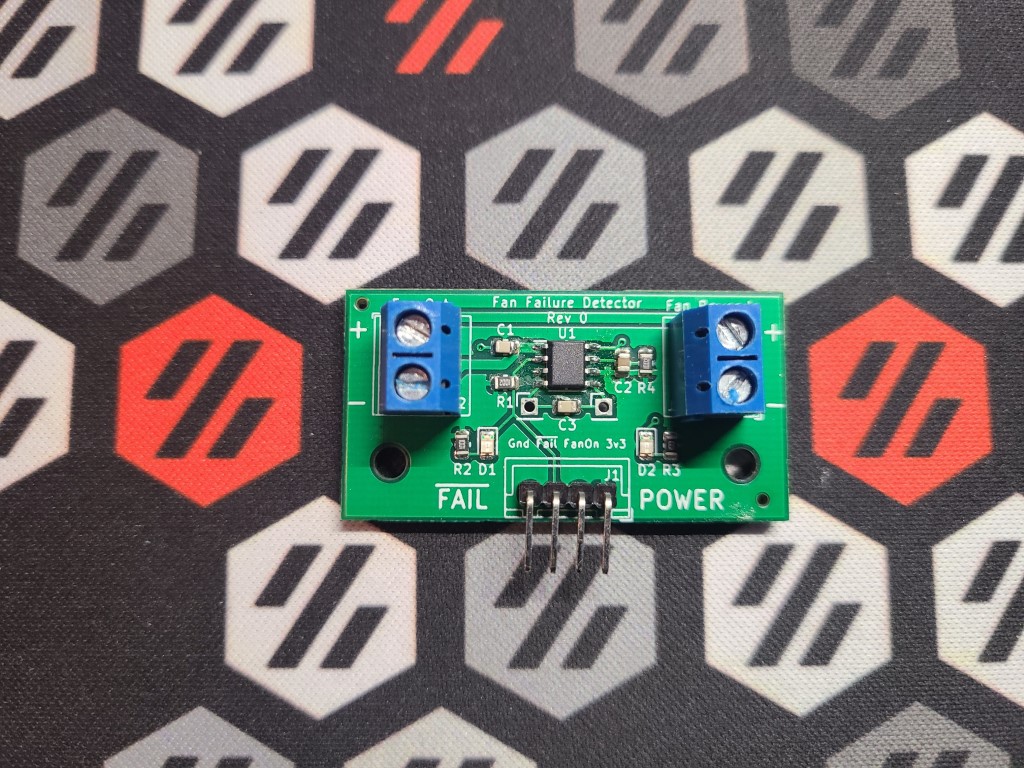 Fan Failure Detector
Rev 0
Fan
+
+
C1
U1
C2 R4
R1
2
C3
-
-
Gnd Fail FanOn 3v3
R2 D1
D2 R3
J1
FAIL
POWER